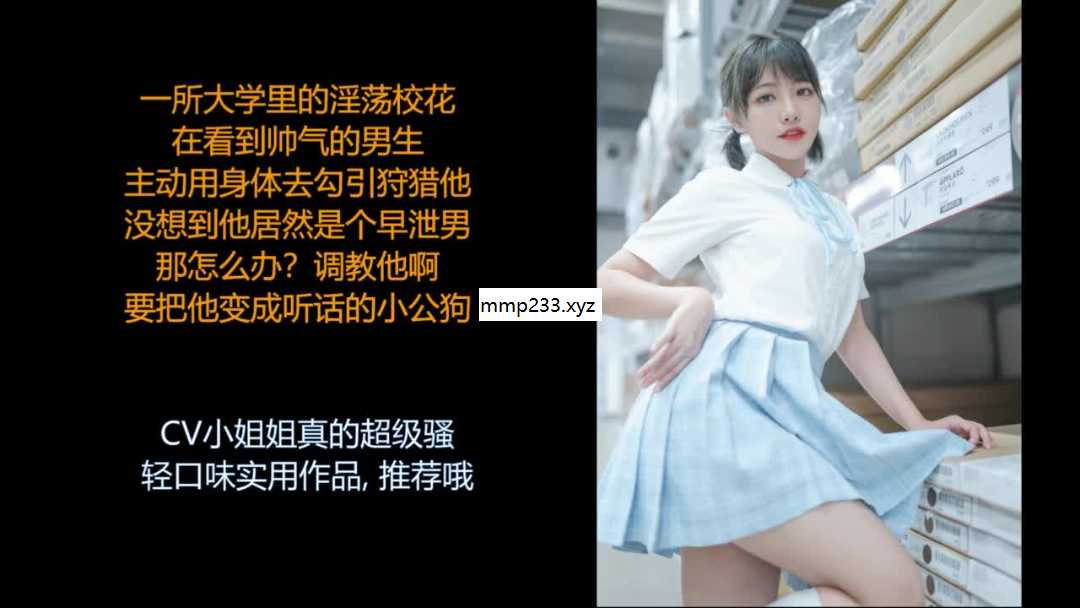 一所大学里的淫荡校花
在看到帅气的男生
主动用身体去勾引狩猎他
没想到他居然是个早泄男
那怎么办？调教他啊
要把他变成听话的小公狗
mmp233.xyz
CV小姐姐真的超级骚
轻口味实用作品, 推荐哦